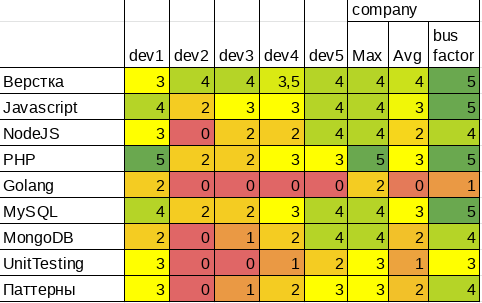 company
bus
dev1 dev2 dev3 dev4 dev5 Max Avg factor
Верстка 3 4 4 3,5 4 4 4 5
Javascript 4 2 3 3 4 4 3 5
NodeJS 3 0 2 2 4 4 2 4
PHP 5 2 2 3 3 5 3 5
Golang 2 0 0 0 0 2 0 1
MySQL 4 2 2 3 4 4 3 5
MongoDB 2 0 1 2 4 4 2 4
UnitTesting 3 0 0 1 2 3 1 3
Паттерны 3 0 1 2 3 3 2 4